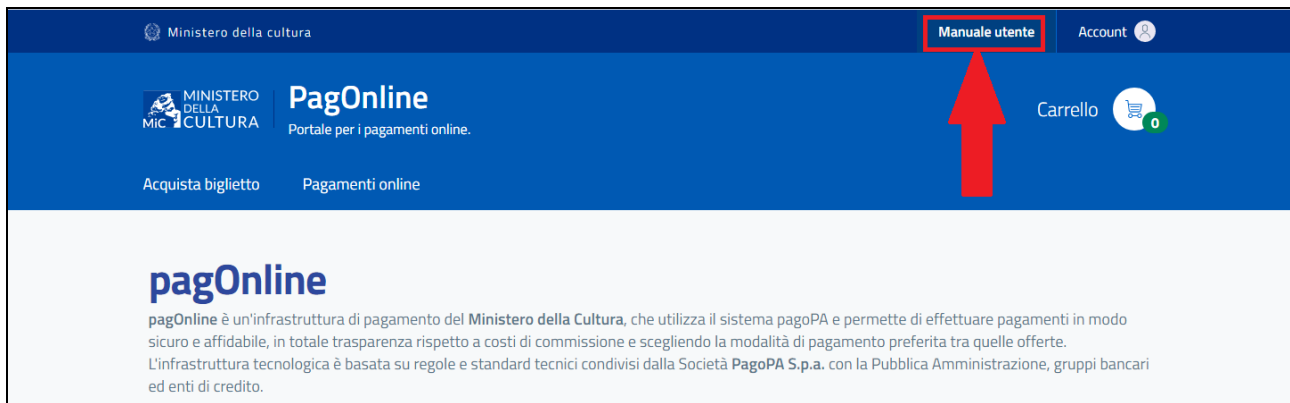 Ministero della cultura
Manuale utente
Account
MiC
MINISTERO
DELLA
CULTURA
PagOnline
Portale per i pagamenti online.
Carrello
0
Acquista biglietto
Pagamenti online
pagOnline
pagOnline è un'infrastruttura di pagamento del Ministero della Cultura, che utilizza il sistema pagoPA e permette di effettuare pagamenti in modo
sicuro e affidabile, in totale trasparenza rispetto a costi di commissione e scegliendo la modalità di pagamento preferita tra quelle offerte.
L'infrastruttura tecnologica è basata su regole e standard tecnici condivisi dalla Società PagoPA S.p.a. con la Pubblica Amministrazione, gruppi bancari
ed enti di credito.